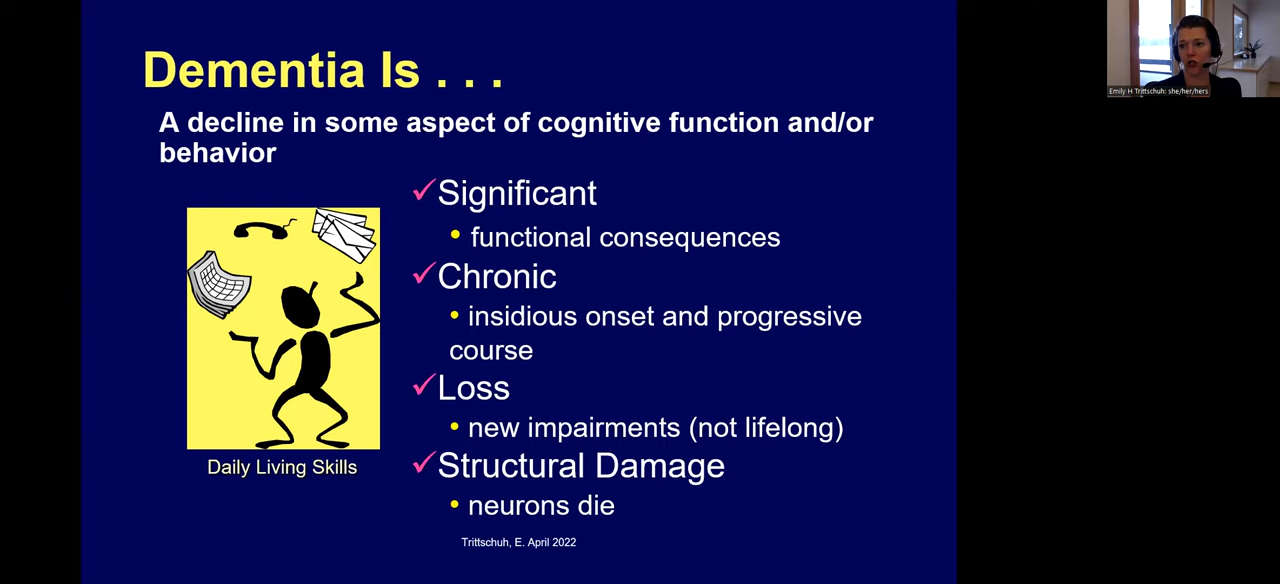 Dementia Is . . .
A decline in some aspect of cognitive function and/or
behavior
✓Significant
• functional consequences
✓Chronic
• insidious onset and progressive
course
✓Loss
• new impairments (not lifelong)
✓Structural Damage
• neurons die
Daily Living Skills
Trittschuh, E. April 2022
Emily H Trittschuh: she/her/hers